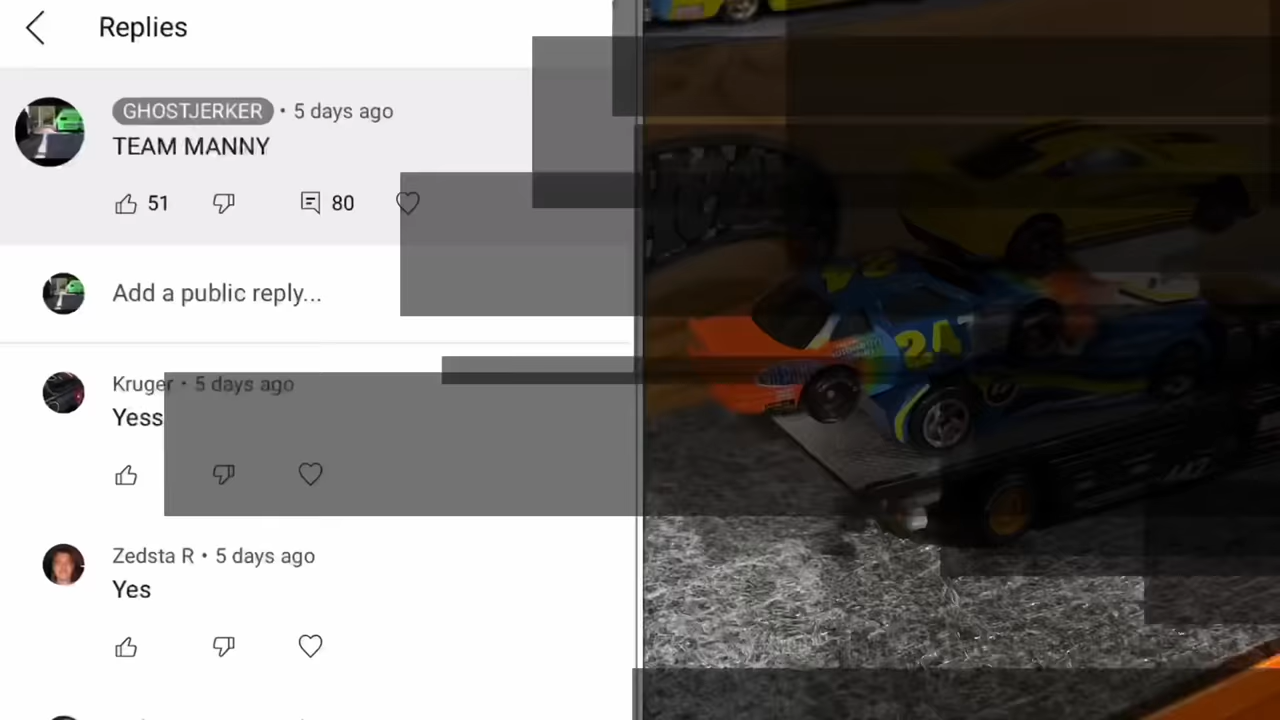 Replies
GHOSTJERKER • 5 days ago
TEAM MANNY
51 80
Add a public reply...
Kruger • 5 days ago
Yess
Zedsta R • 5 days ago
Yes
24